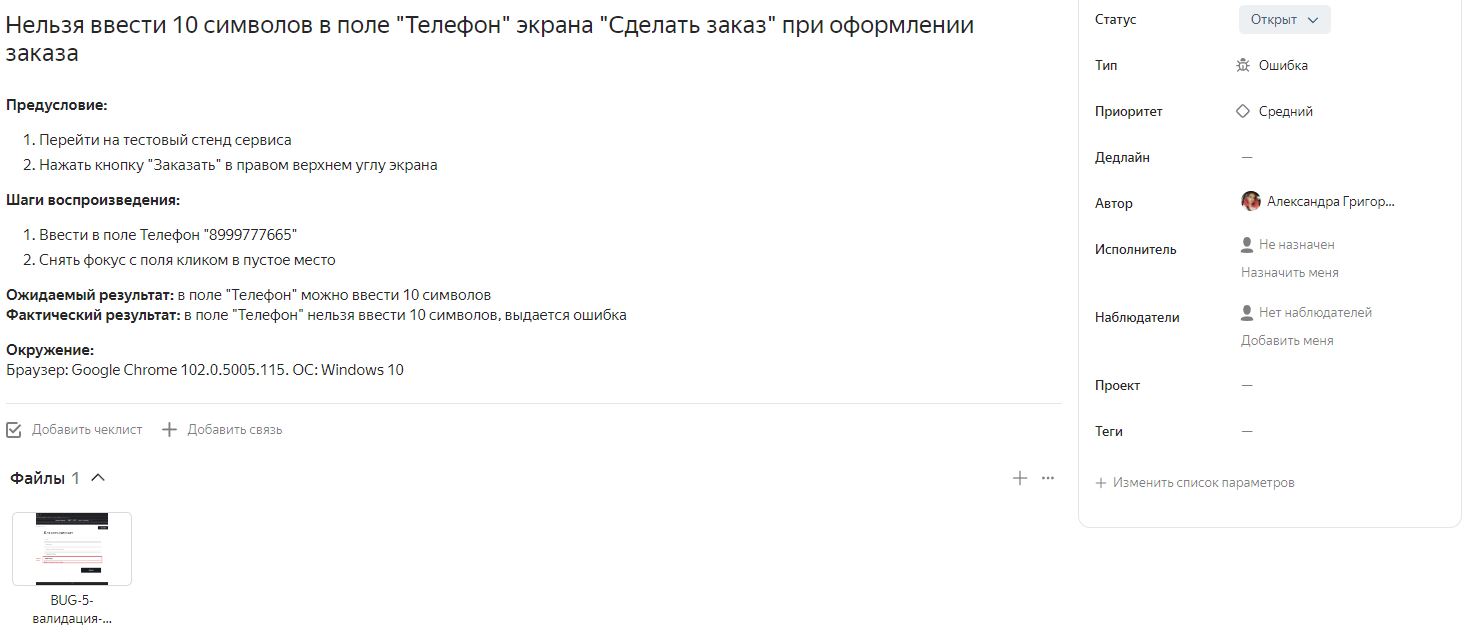 Нельзя ввести 10 символов в поле "Телефон" экрана "Сделать заказ" при оформлении
заказа
Предусловие:
1. Перейти на тестовый стенд сервиса
2. Нажать кнопку "Заказать" в правом верхнем углу экрана
Шаги воспроизведения:
1. Ввести в поле Телефон "8999777665"
2. Снять фокус с поля кликом в пустое место
Ожидаемый результат: в поле "Телефон" можно ввести 10 символов
Фактический результат: в поле "Телефон" нельзя ввести 10 символов, выдается ошибка
Окружение:
Браузер: Google Chrome 102.0.5005.115. ОС: Windows 10
Добавить чеклист
Добавить связь
Файлы 1
BUG-5-
валидация-...
Статус
Открыт
Тип
Ошибка
Приоритет
Средний
Дедлайн
—
Автор
Александра Григор...
Исполнитель
Не назначен
Назначить меня
Наблюдатели
Нет наблюдателей
Добавить меня
Проект
—
Теги
—
Изменить список параметров